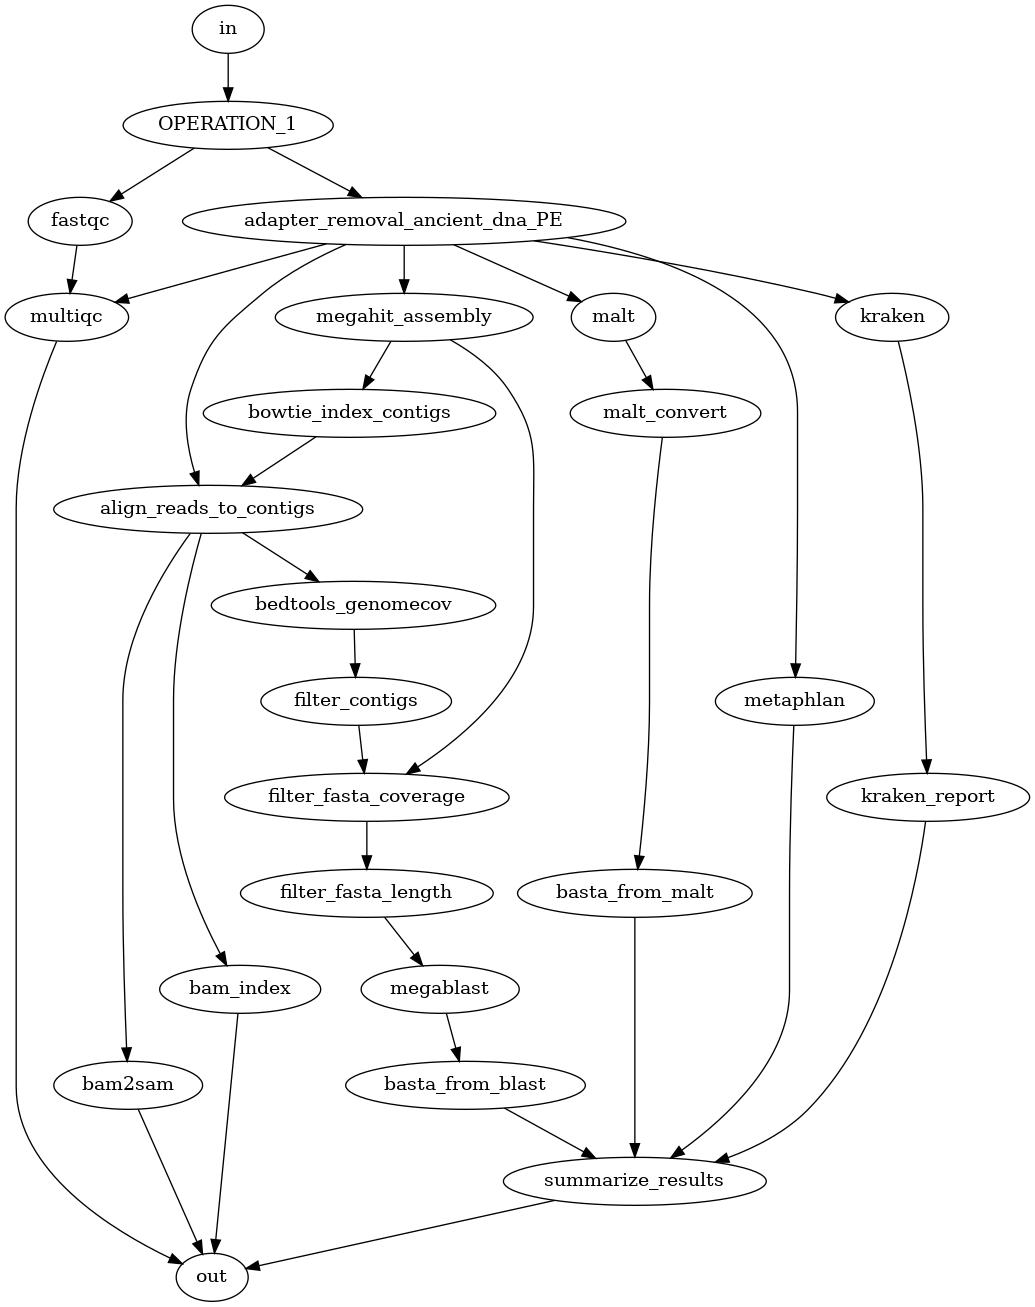 in
OPERATION_1
fastqc
adapter_removal_ancient_dna_PE
multiqc
megahit_assembly
malt
kraken
bowtie_index_contigs
malt_convert
align_reads_to_contigs
bedtools_genomecov
filter_contigs
metaphlan
filter_fasta_coverage
kraken_report
filter_fasta_length
basta_from_malt
bam_index
megablast
bam2sam
basta_from_blast
summarize_results
out